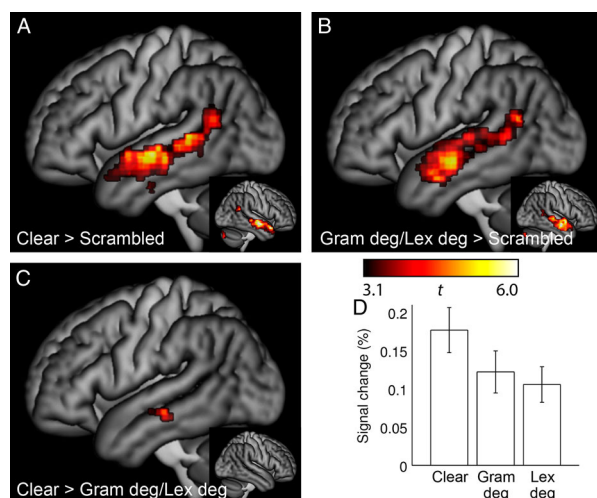 A
Clear > Scrambled
B
Gram deg/Lex deg > Scrambled
C
Clear > Gram deg/Lex deg
3.1 t 6.0
D
Signal change (%)
0.2
0.15
0.1
0.05
0
Clear Gram Lex
deg deg